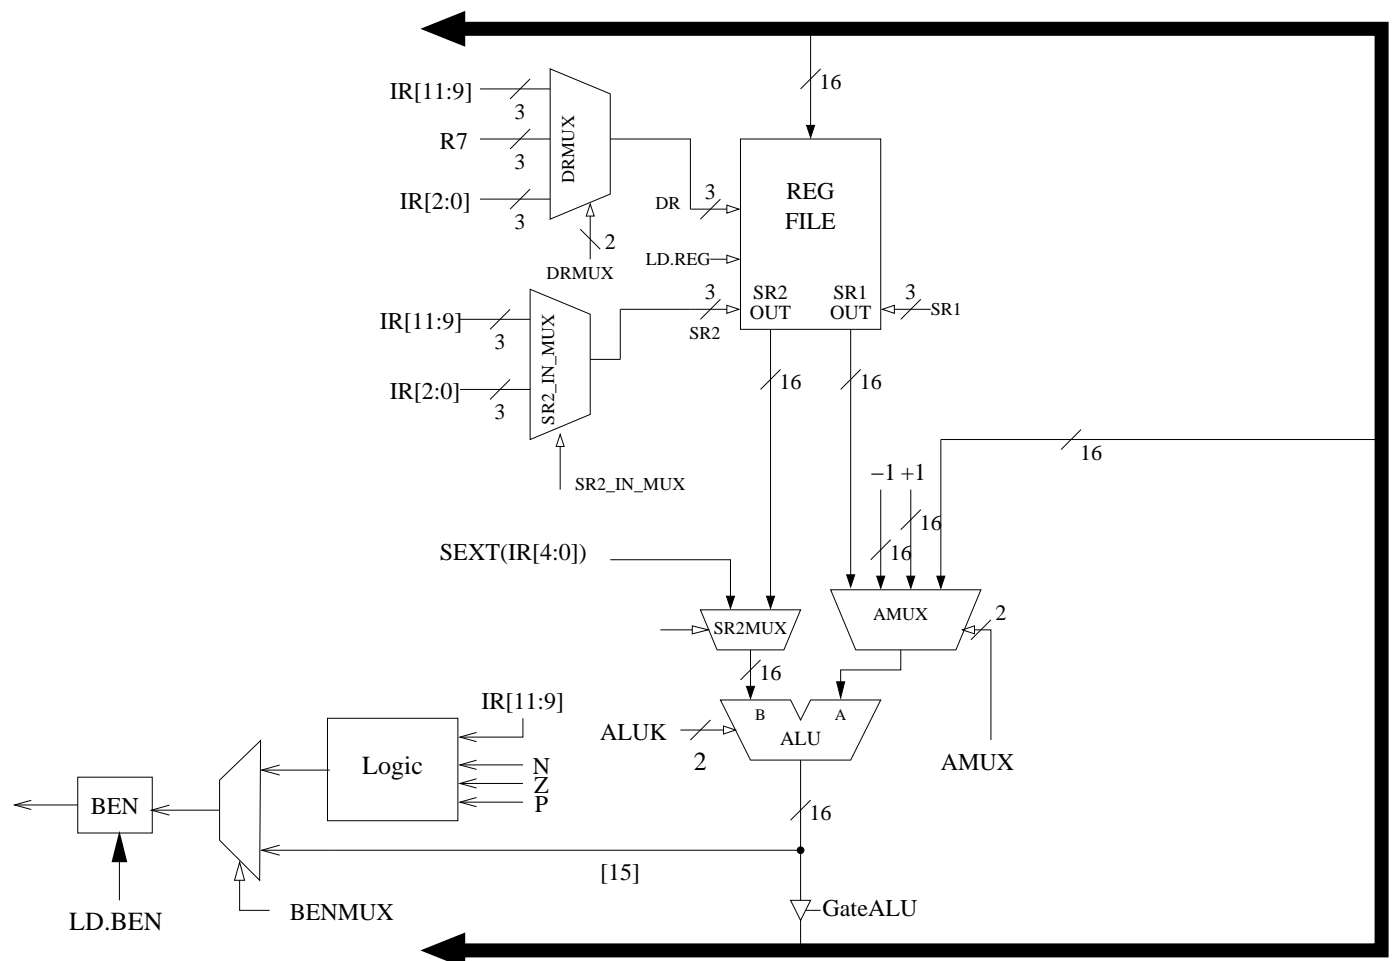 16
IR[11:9]
3
R7
3
IR[2:0]
3
DRMUX
2
DRMUX
REG
FILE
DR
3
LD.REG
SR2
OUT
SR1
OUT
3
SR2
3
SR1
IR[11:9]
3
IR[2:0]
3
SR2_IN_MUX
SR2_IN_MUX
16
16
16
−1 +1
16
16
SEXT(IR[4:0])
SR2MUX
AMUX
2
16
B
A
ALU
ALUK
2
AMUX
IR[11:9]
Logic
N
Z
P
BEN
LD.BEN
BENMUX
16
[15]
GateALU